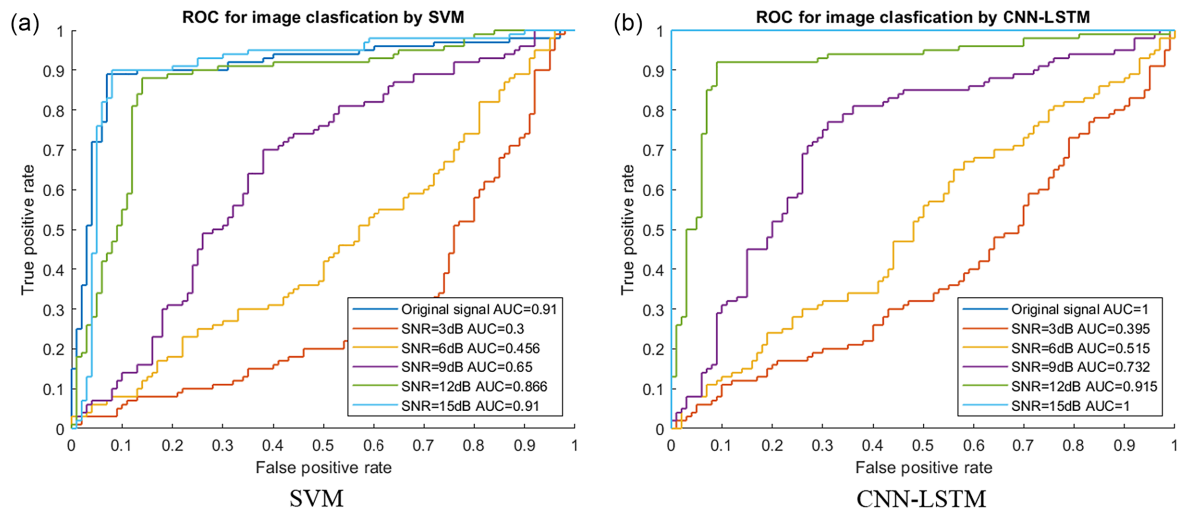 (a)
ROC for image clasfication by SVM
True positive rate
1
0.9
0.8
0.7
0.6
0.5
0.4
0.3
0.2
0.1
0
Original signal AUC=0.91
SNR=3dB AUC=0.3
SNR=6dB AUC=0.456
SNR=9dB AUC=0.65
SNR=12dB AUC=0.866
SNR=15dB AUC=0.91
0 0.1 0.2 0.3 0.4 0.5 0.6 0.7 0.8 0.9 1
False positive rate
SVM
(b)
ROC for image clasfication by CNN-LSTM
True positive rate
1
0.9
0.8
0.7
0.6
0.5
0.4
0.3
0.2
0.1
0
Original signal AUC=1
SNR=3dB AUC=0.395
SNR=6dB AUC=0.515
SNR=9dB AUC=0.732
SNR=12dB AUC=0.915
SNR=15dB AUC=1
0 0.1 0.2 0.3 0.4 0.5 0.6 0.7 0.8 0.9 1
False positive rate
CNN-LSTM